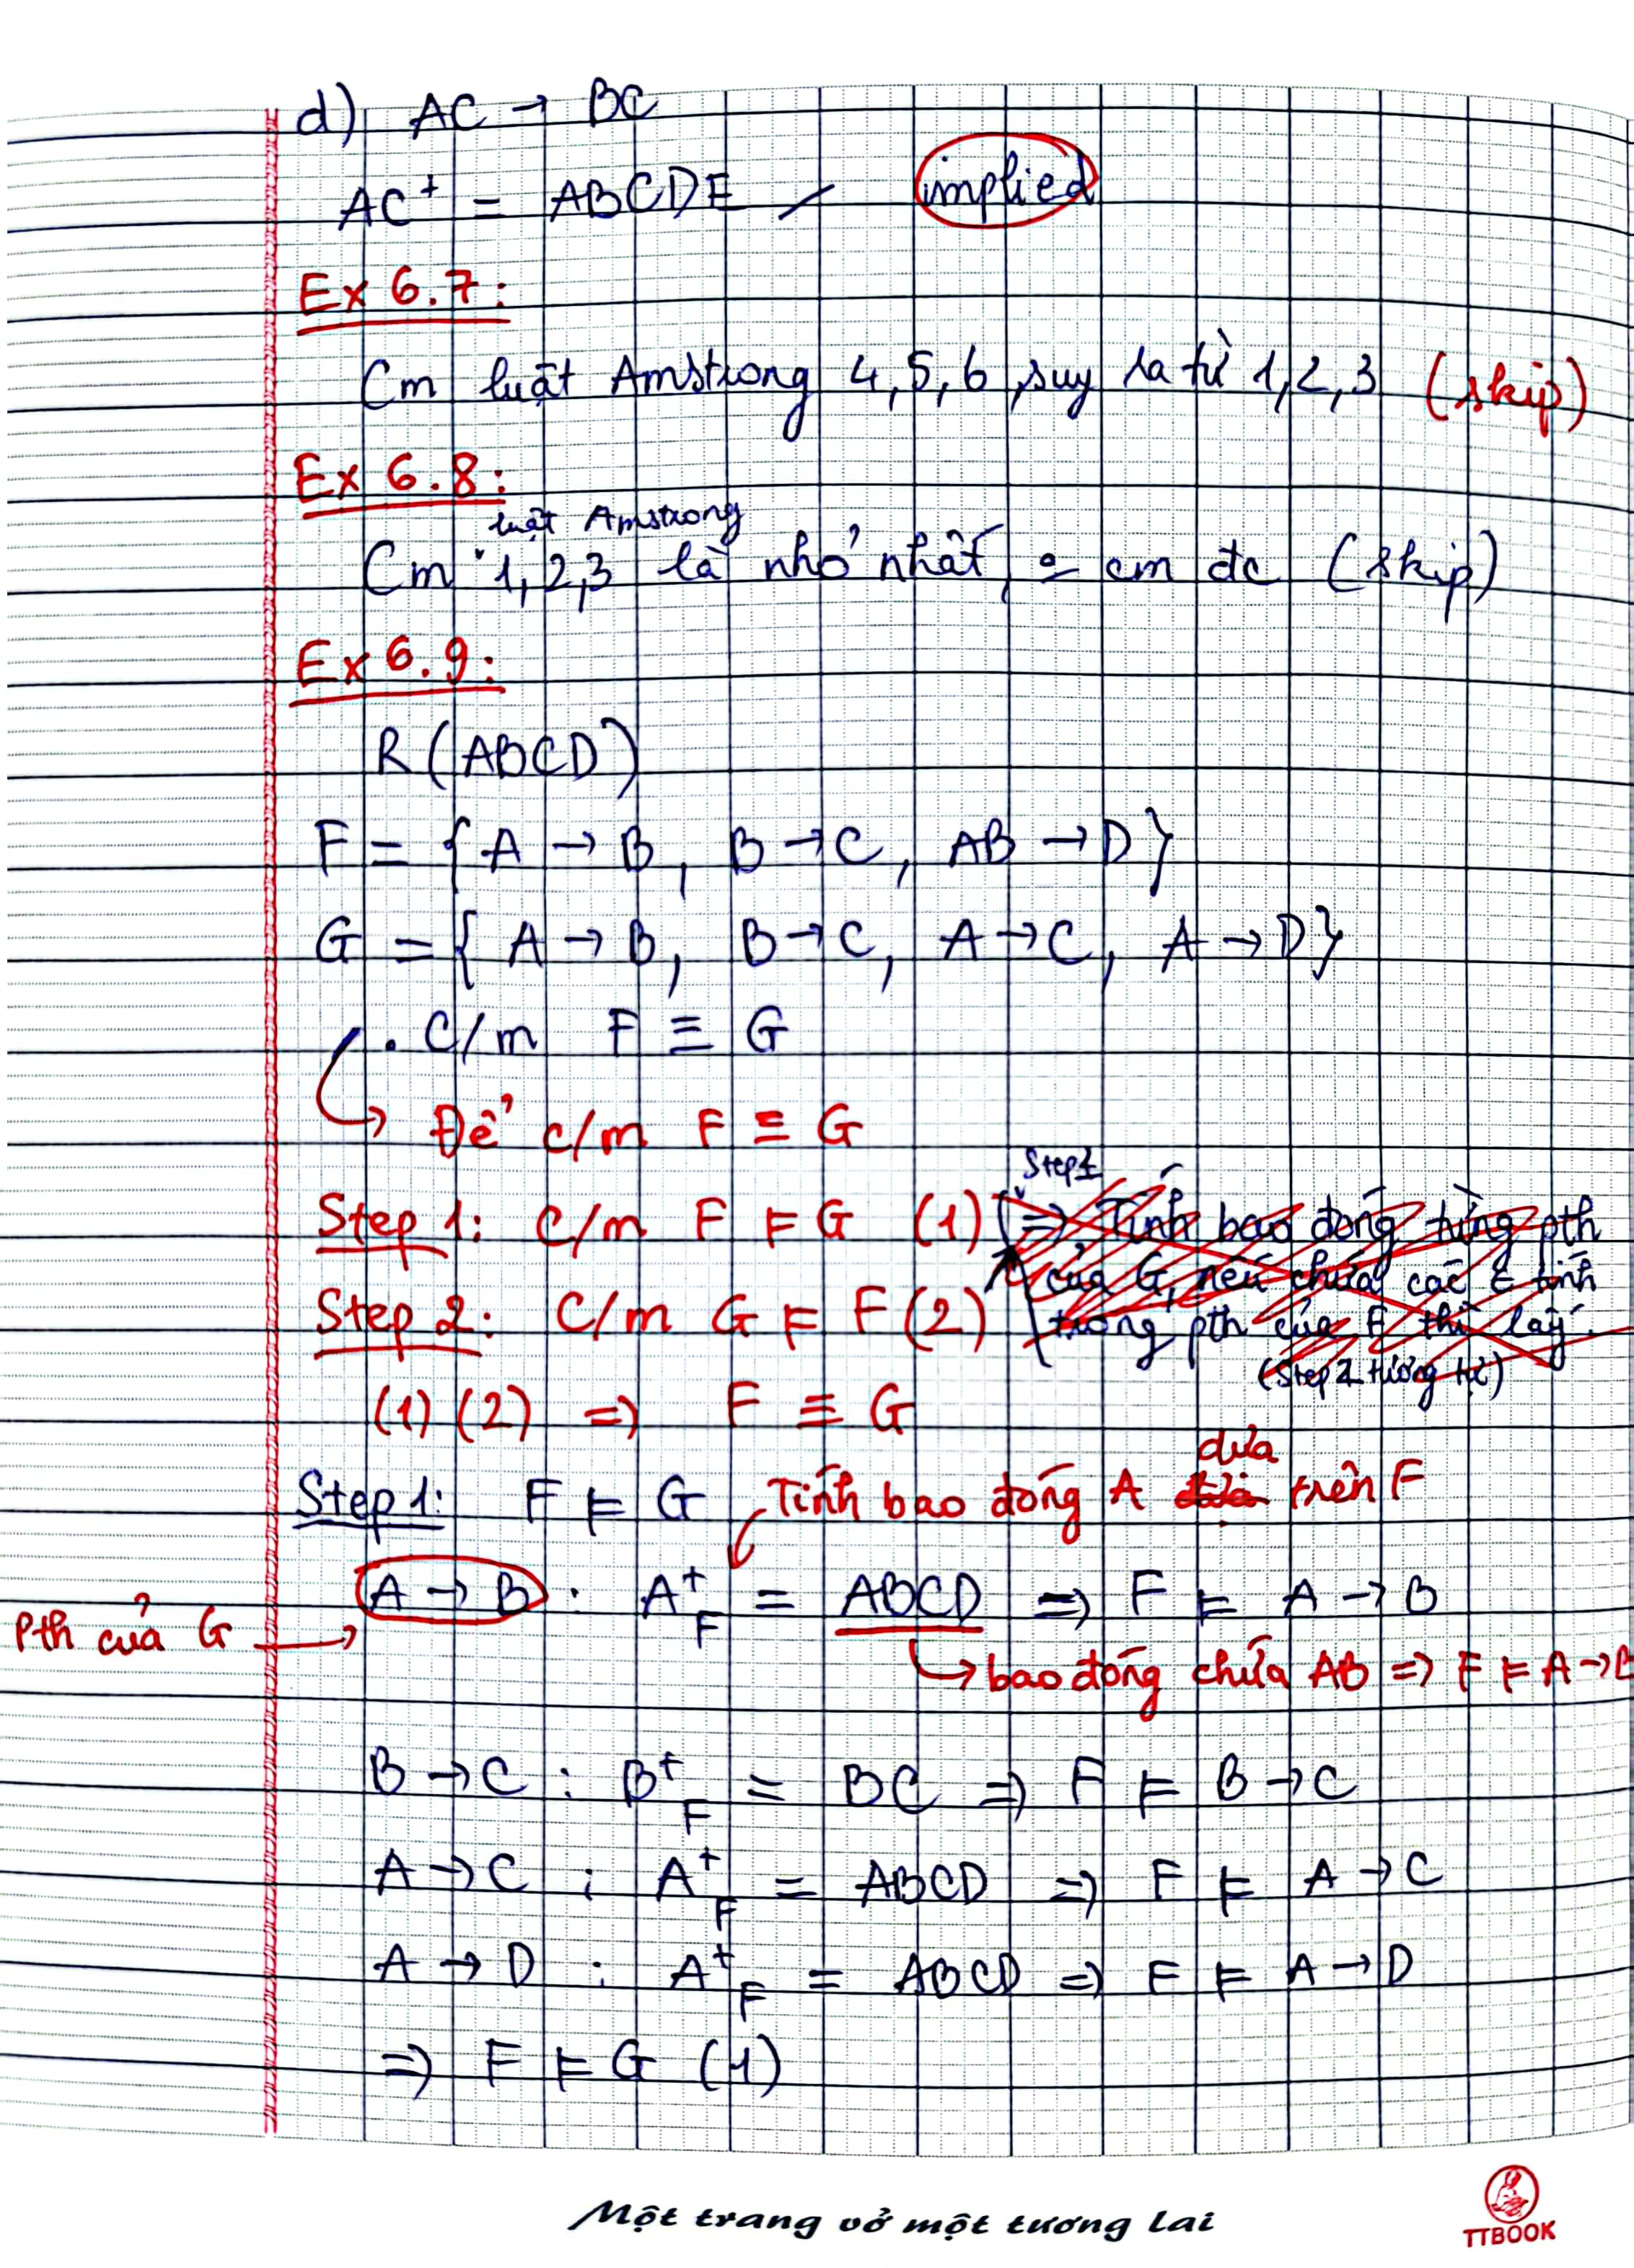 d) AC → BC
AC⁺ = ABCDE / implied
Ex 6.7:
Cm luật Amstrong 4,5,6 suy ra từ 1,2,3 (skip)
Ex 6.8:
luật Amstrong
Cm 1,2,3 là nhỏ nhất, cm đc (skip)
Ex 6.9:
R(ABCD)
F = { A → B, B → C, AB → D}
G = { A → B, B → C, A → C, A → D}
. C/m F ≡ G
↳ Để c/m F ≡ G
Step 1
Step 1: C/m F ⊨ G (1) (=> Tính bao đóng từng pth
của G, nếu chứa các tính
Step 2: C/m G ⊨ F (2) trong pth của F thì lấy.
(Step 2 tương tự)
(1) (2) => F ≡ G
dựa
Step 1: F ⊨ G Tính bao đóng A trên F
A → B : A⁺F = ABCD => F ⊨ A → B
Pth của G → ↳ bao đóng chứa AB => F ⊨ A → B
B → C : B⁺F = BC => F ⊨ B → C
A → C : A⁺F = ABCD => F ⊨ A → C
A → D : A⁺F = ABCD => F ⊨ A → D
=> F ⊨ G (1)
Một trang vở một tương lai
TTBOOK